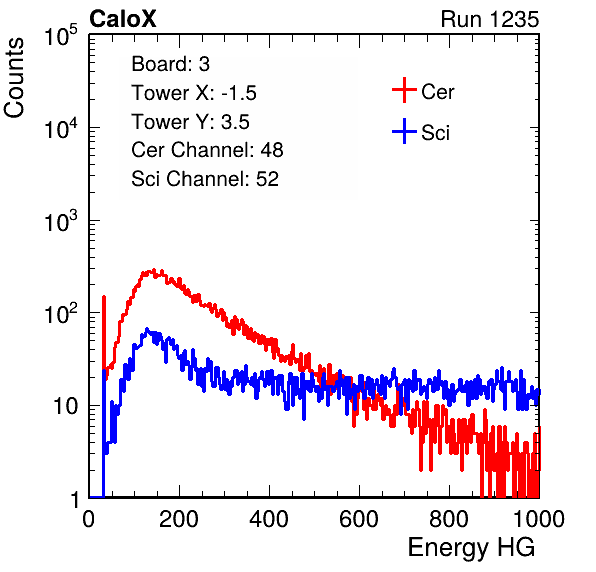 CaloX Run 1235
Counts
10^5
10^4
10^3
10^2
10
1
Board: 3
Tower X: -1.5
Tower Y: 3.5
Cer Channel: 48
Sci Channel: 52
Cer
Sci
0 200 400 600 800 1000
Energy HG